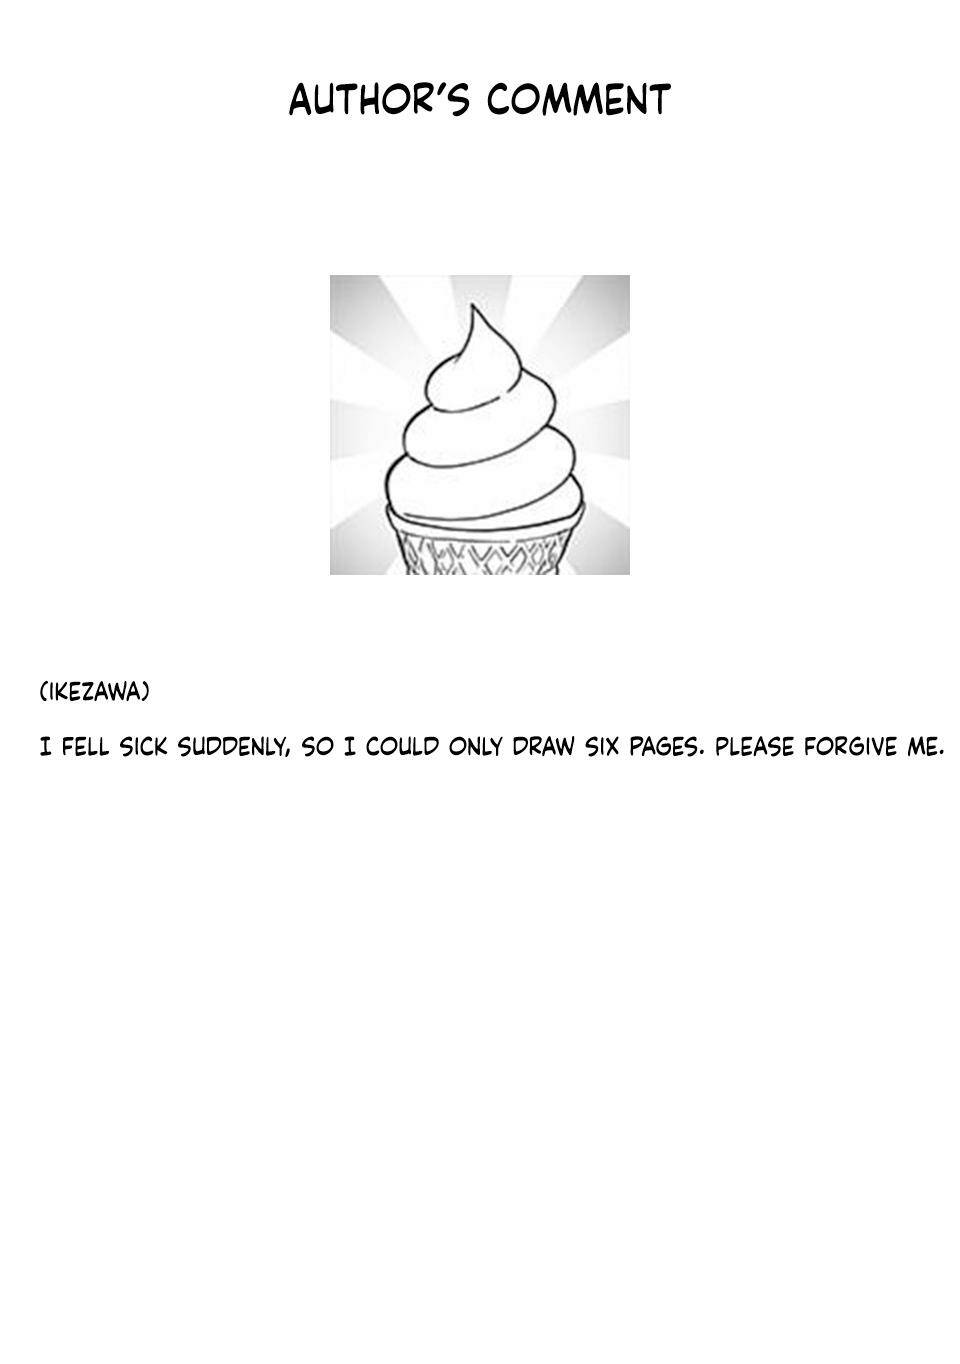 AUTHOR'S COMMENT
(IKEZAWA)
I FELL SICK SUDDENLY, SO I COULD ONLY DRAW SIX PAGES. PLEASE FORGIVE ME.